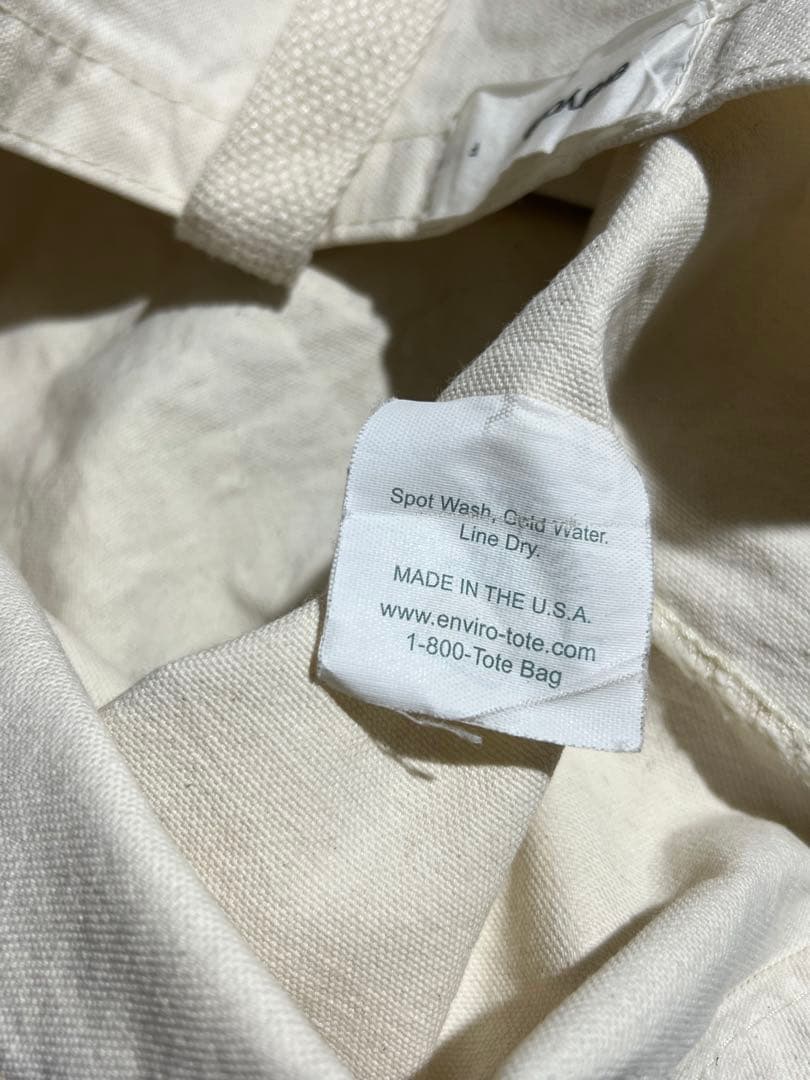 Spot Wash, Cold Water.
Line Dry.
MADE IN THE U.S.A.
www.enviro-tote.com
1-800-Tote Bag